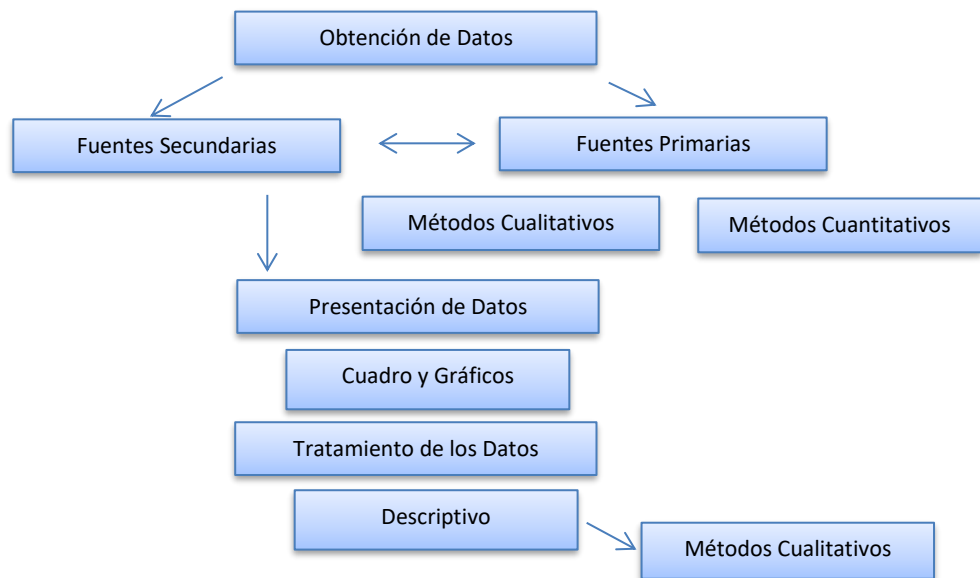 Obtención de Datos
Fuentes Secundarias
Fuentes Primarias
Métodos Cualitativos
Métodos Cuantitativos
Presentación de Datos
Cuadro y Gráficos
Tratamiento de los Datos
Descriptivo
Métodos Cualitativos